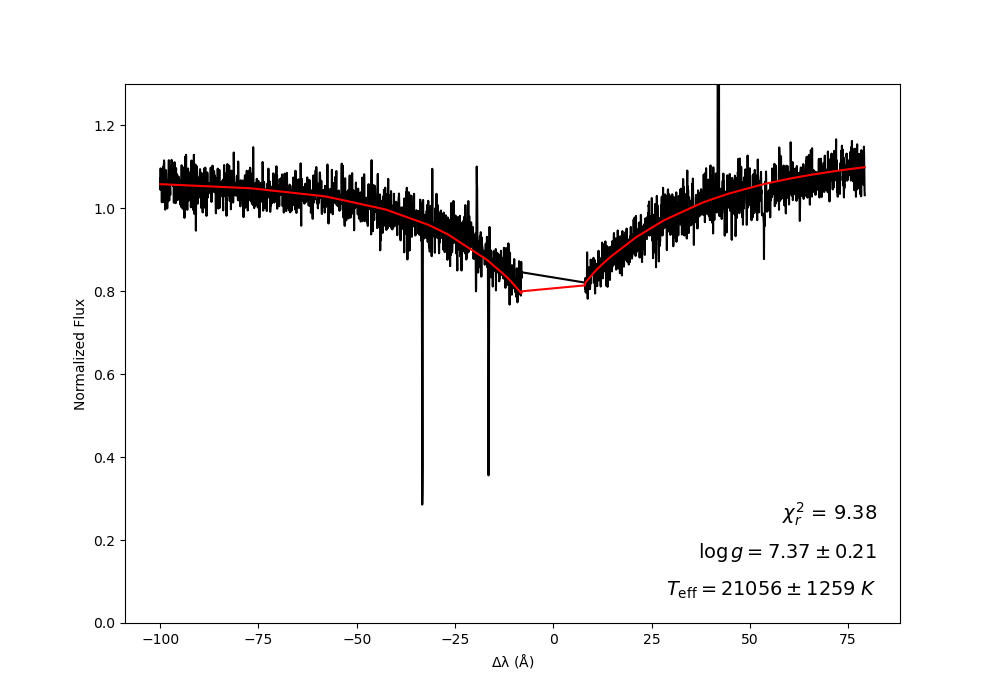 1.2
1.0
0.8
0.6
0.4
0.2
0.0
Normalized Flux
χ²ᵣ = 9.38
log g = 7.37 ± 0.21
T_eff = 21056 ± 1259 K
−100 −75 −50 −25 0 25 50 75
Δλ (Å)